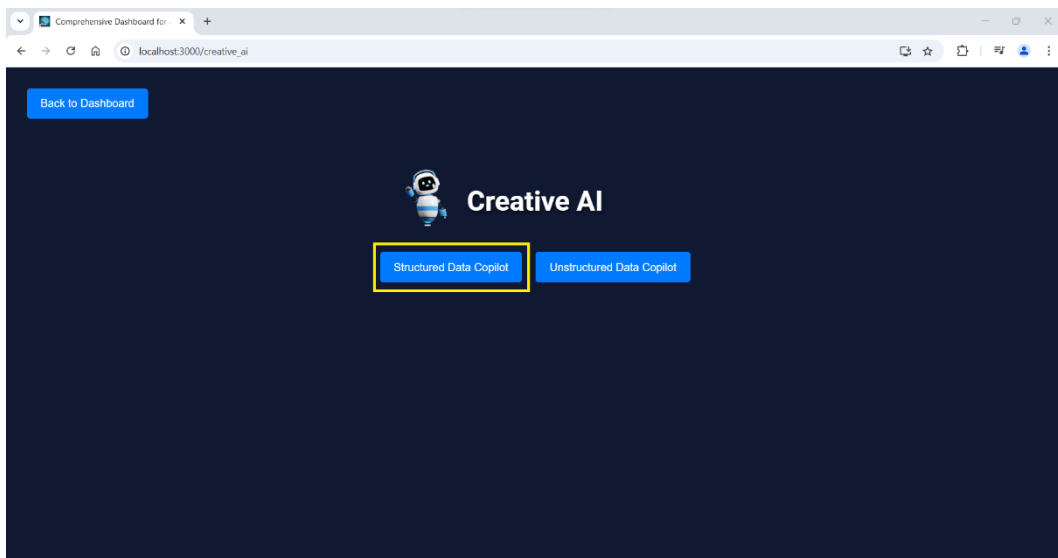 Comprehensive Dashboard for
localhost:3000/creative_ai
Back to Dashboard
Creative AI
Structured Data Copilot
Unstructured Data Copilot